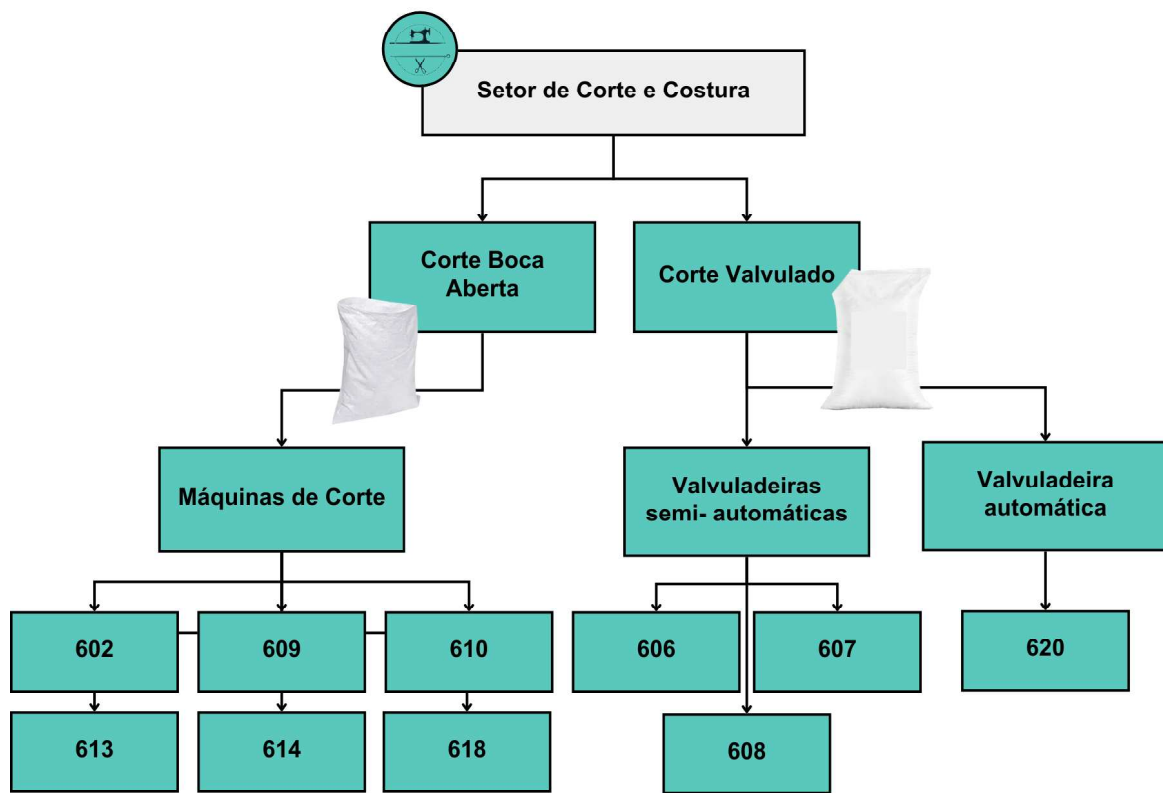 Setor de Corte e Costura
Corte Boca
Aberta
Corte Valvulado
Máquinas de Corte
Valvuladeiras
semi- automáticas
Valvuladeira
automática
602
609
610
606
607
620
613
614
618
608